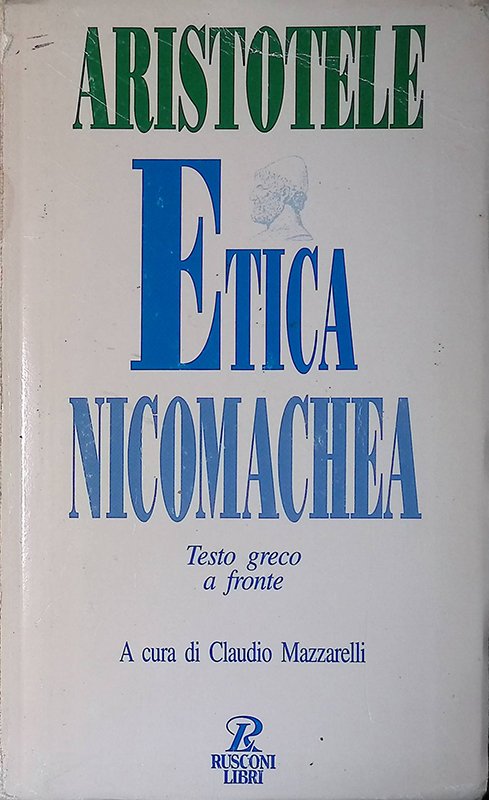 ARISTOTELE
ETICA
NICOMACHEA
Testo greco
a fronte
A cura di Claudio Mazzarelli
RUSCONI
LIBRI